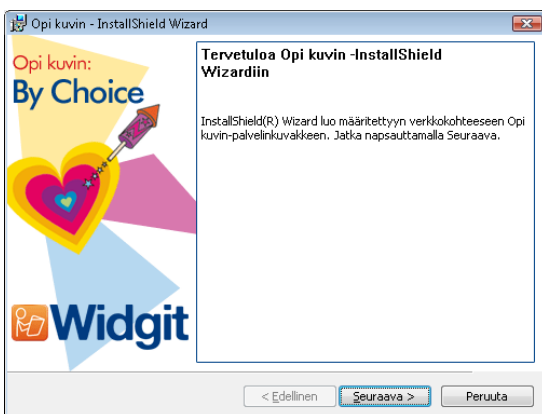 Opi kuvin - InstallShield Wizard
Opi kuvin:
By Choice
Widgit
Tervetuloa Opi kuvin -InstallShield
Wizardiin
InstallShield(R) Wizard luo määritettyyn verkkokohteeseen Opi
kuvin-palvelinkuvakkeen. Jatka napsauttamalla Seuraava.
< Edellinen
Seuraava >
Peruuta